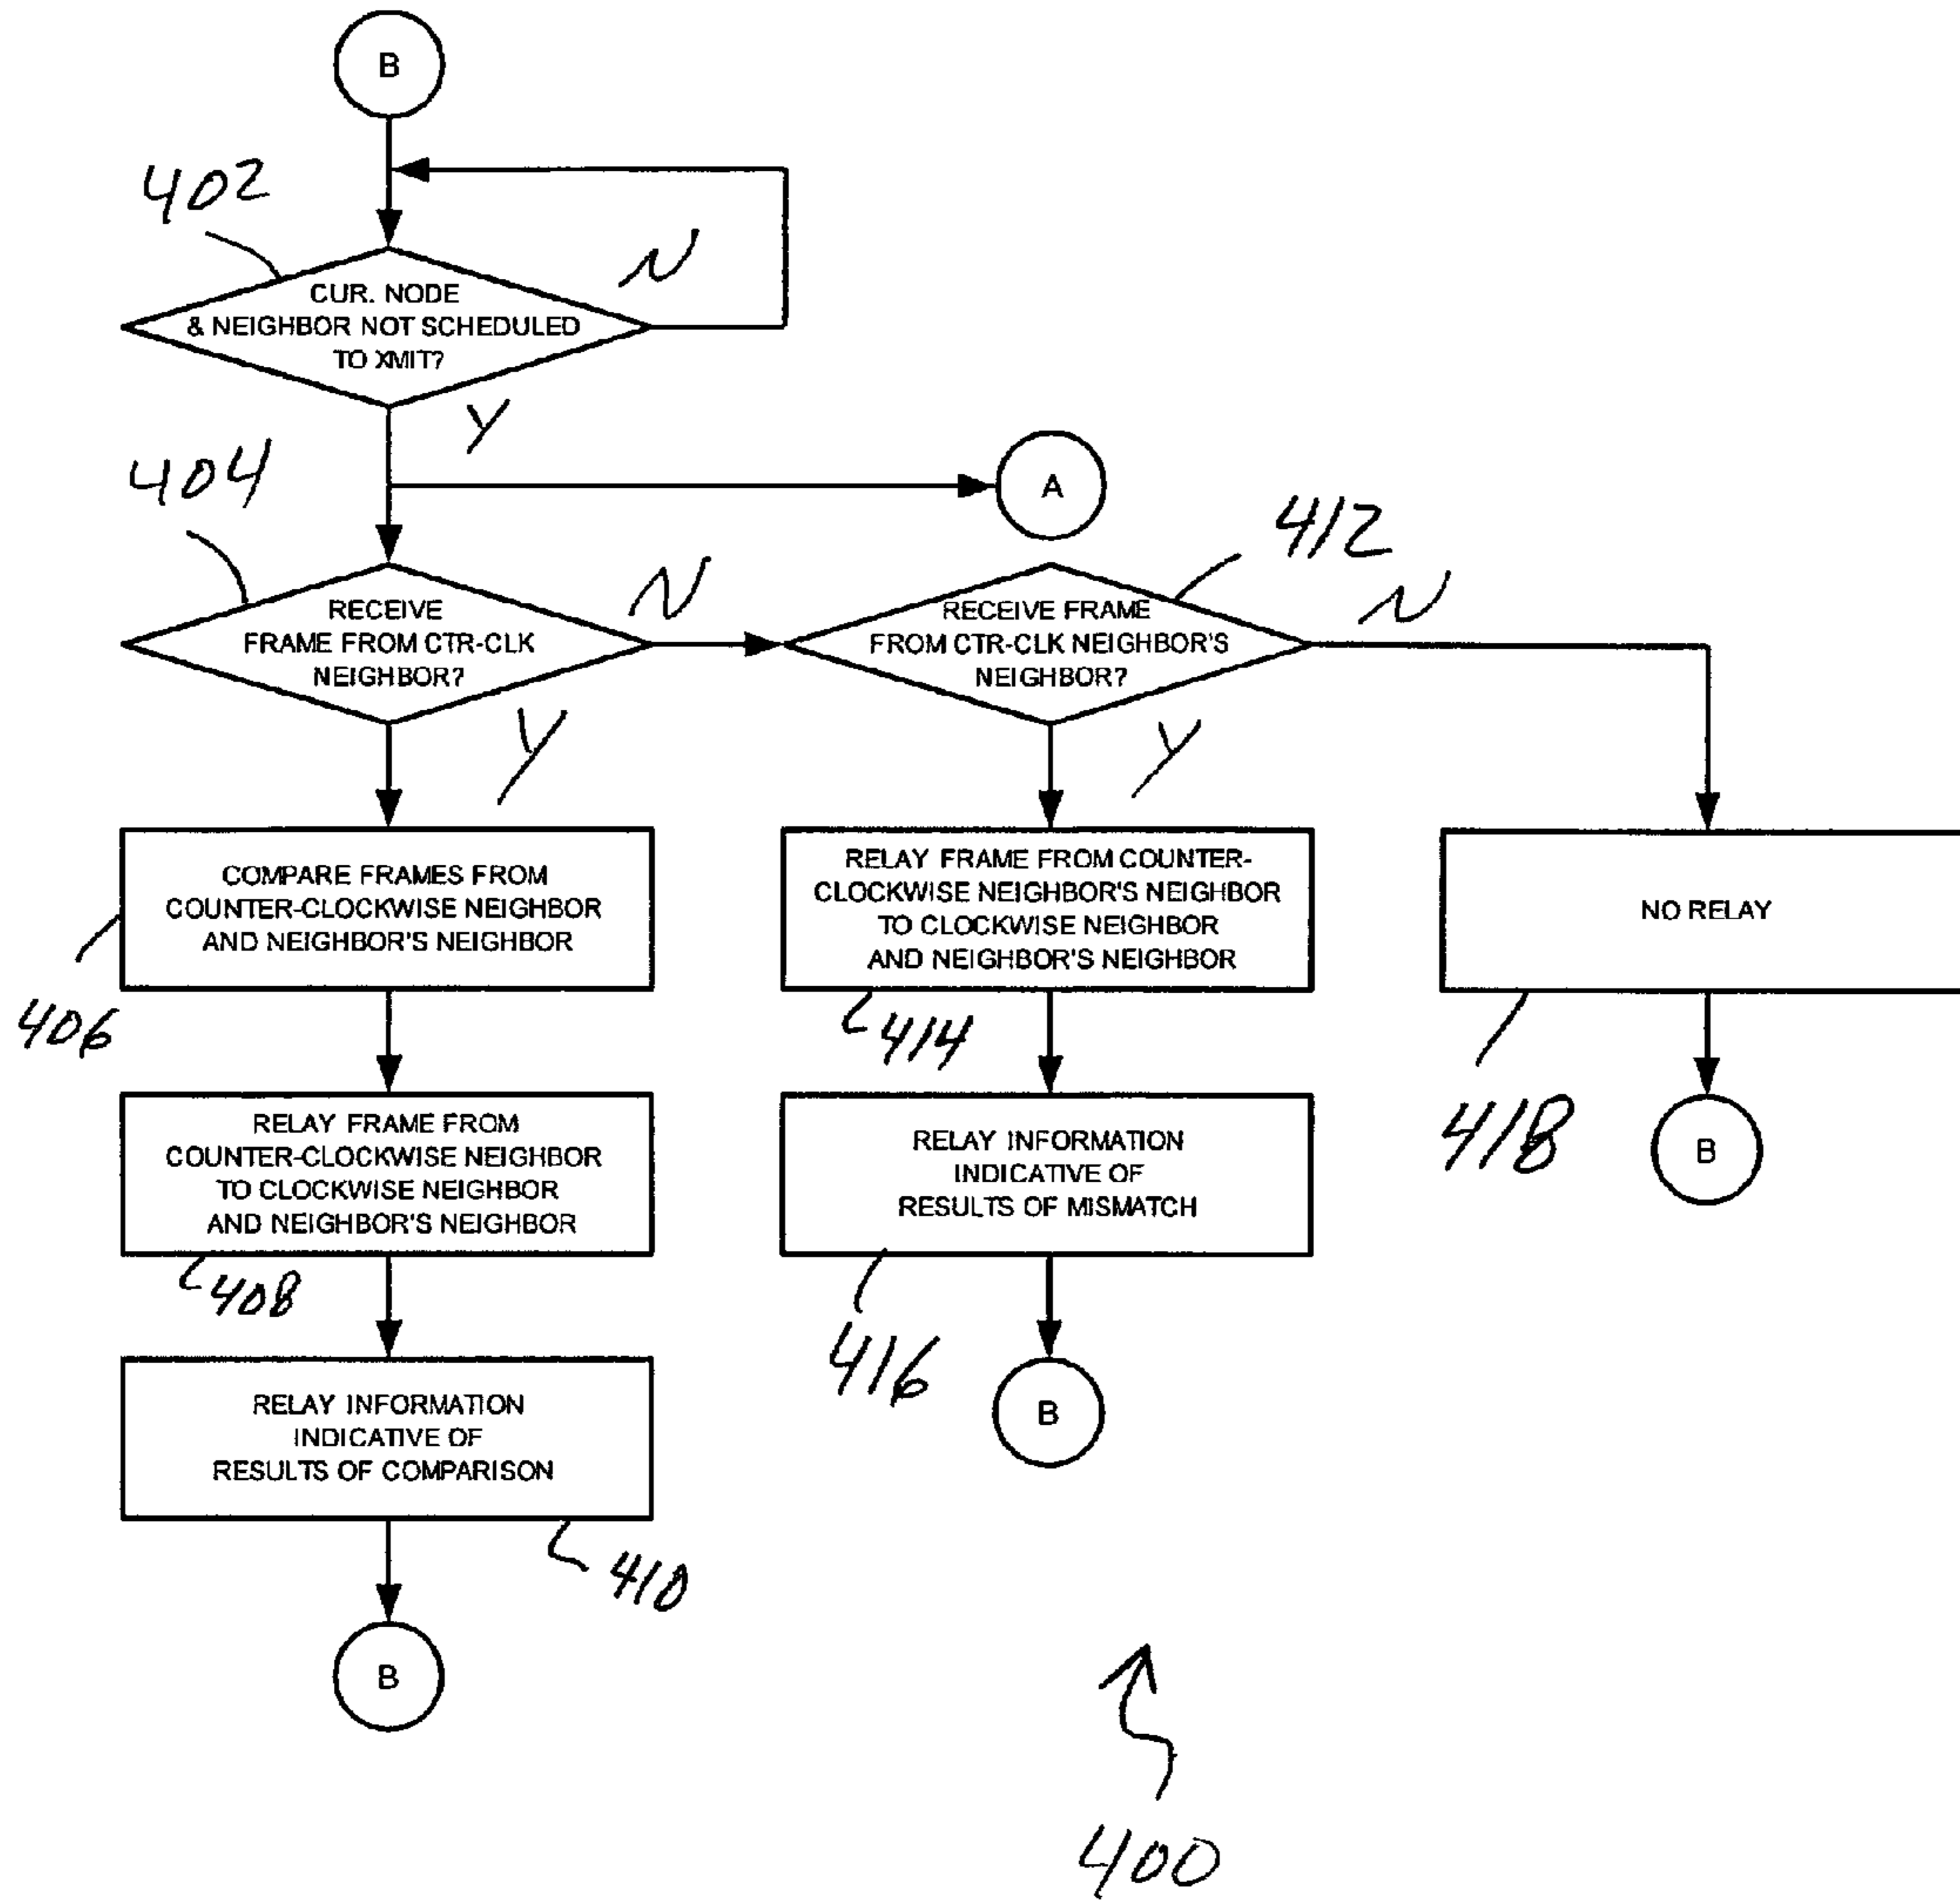 B
402
N
CUR. NODE
& NEIGHBOR NOT SCHEDULED
TO XMIT?
Y
404
A
412
N
N
RECEIVE
FRAME FROM CTR-CLK
NEIGHBOR?
RECEIVE FRAME
FROM CTR-CLK NEIGHBOR'S
NEIGHBOR?
Y
Y
COMPARE FRAMES FROM
COUNTER-CLOCKWISE NEIGHBOR
AND NEIGHBOR'S NEIGHBOR
406
RELAY FRAME FROM COUNTER-
CLOCKWISE NEIGHBOR'S NEIGHBOR
TO CLOCKWISE NEIGHBOR
AND NEIGHBOR'S NEIGHBOR
414
NO RELAY
418
B
RELAY FRAME FROM
COUNTER-CLOCKWISE NEIGHBOR
TO CLOCKWISE NEIGHBOR
AND NEIGHBOR'S NEIGHBOR
408
RELAY INFORMATION
INDICATIVE OF
RESULTS OF MISMATCH
416
B
RELAY INFORMATION
INDICATIVE OF
RESULTS OF COMPARISON
410
B
400